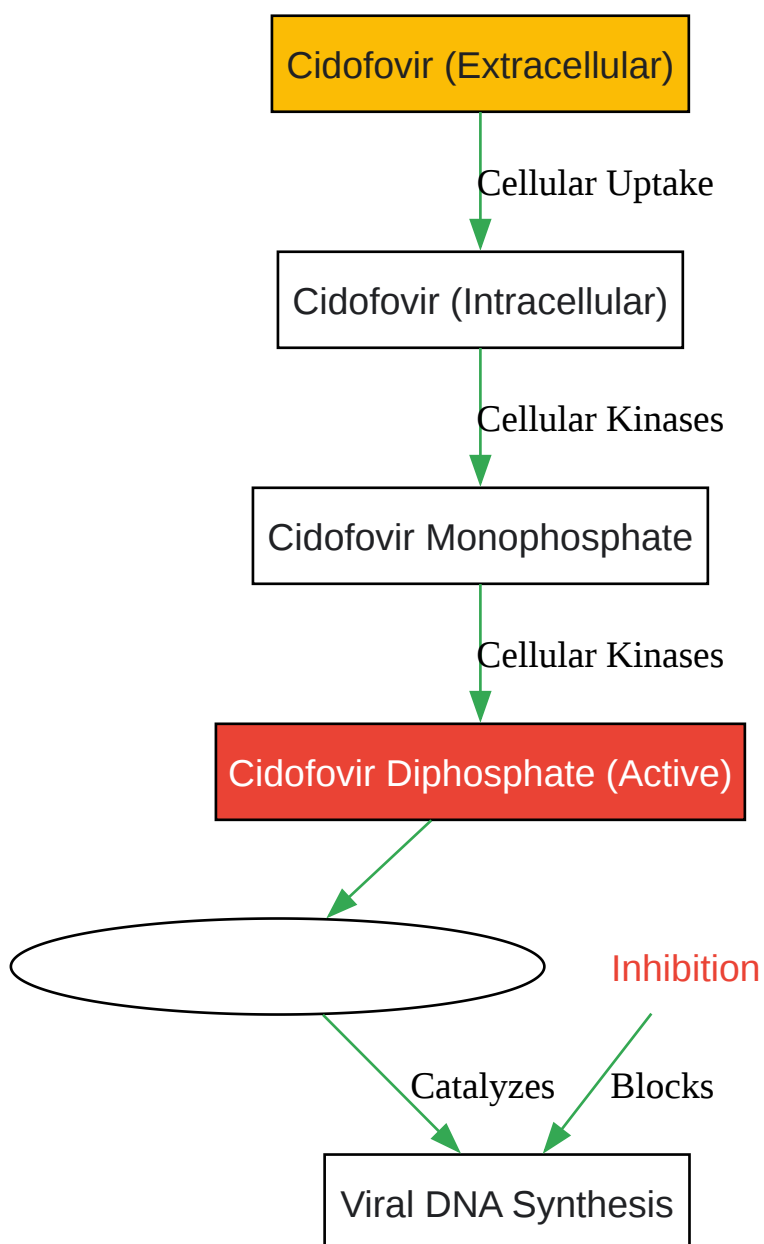 Cidofovir (Extracellular)
Cellular Uptake
Cidofovir (Intracellular)
Cellular Kinases
Cidofovir Monophosphate
Cellular Kinases
Cidofovir Diphosphate (Active)
Inhibition
Catalyzes
Blocks
Viral DNA Synthesis